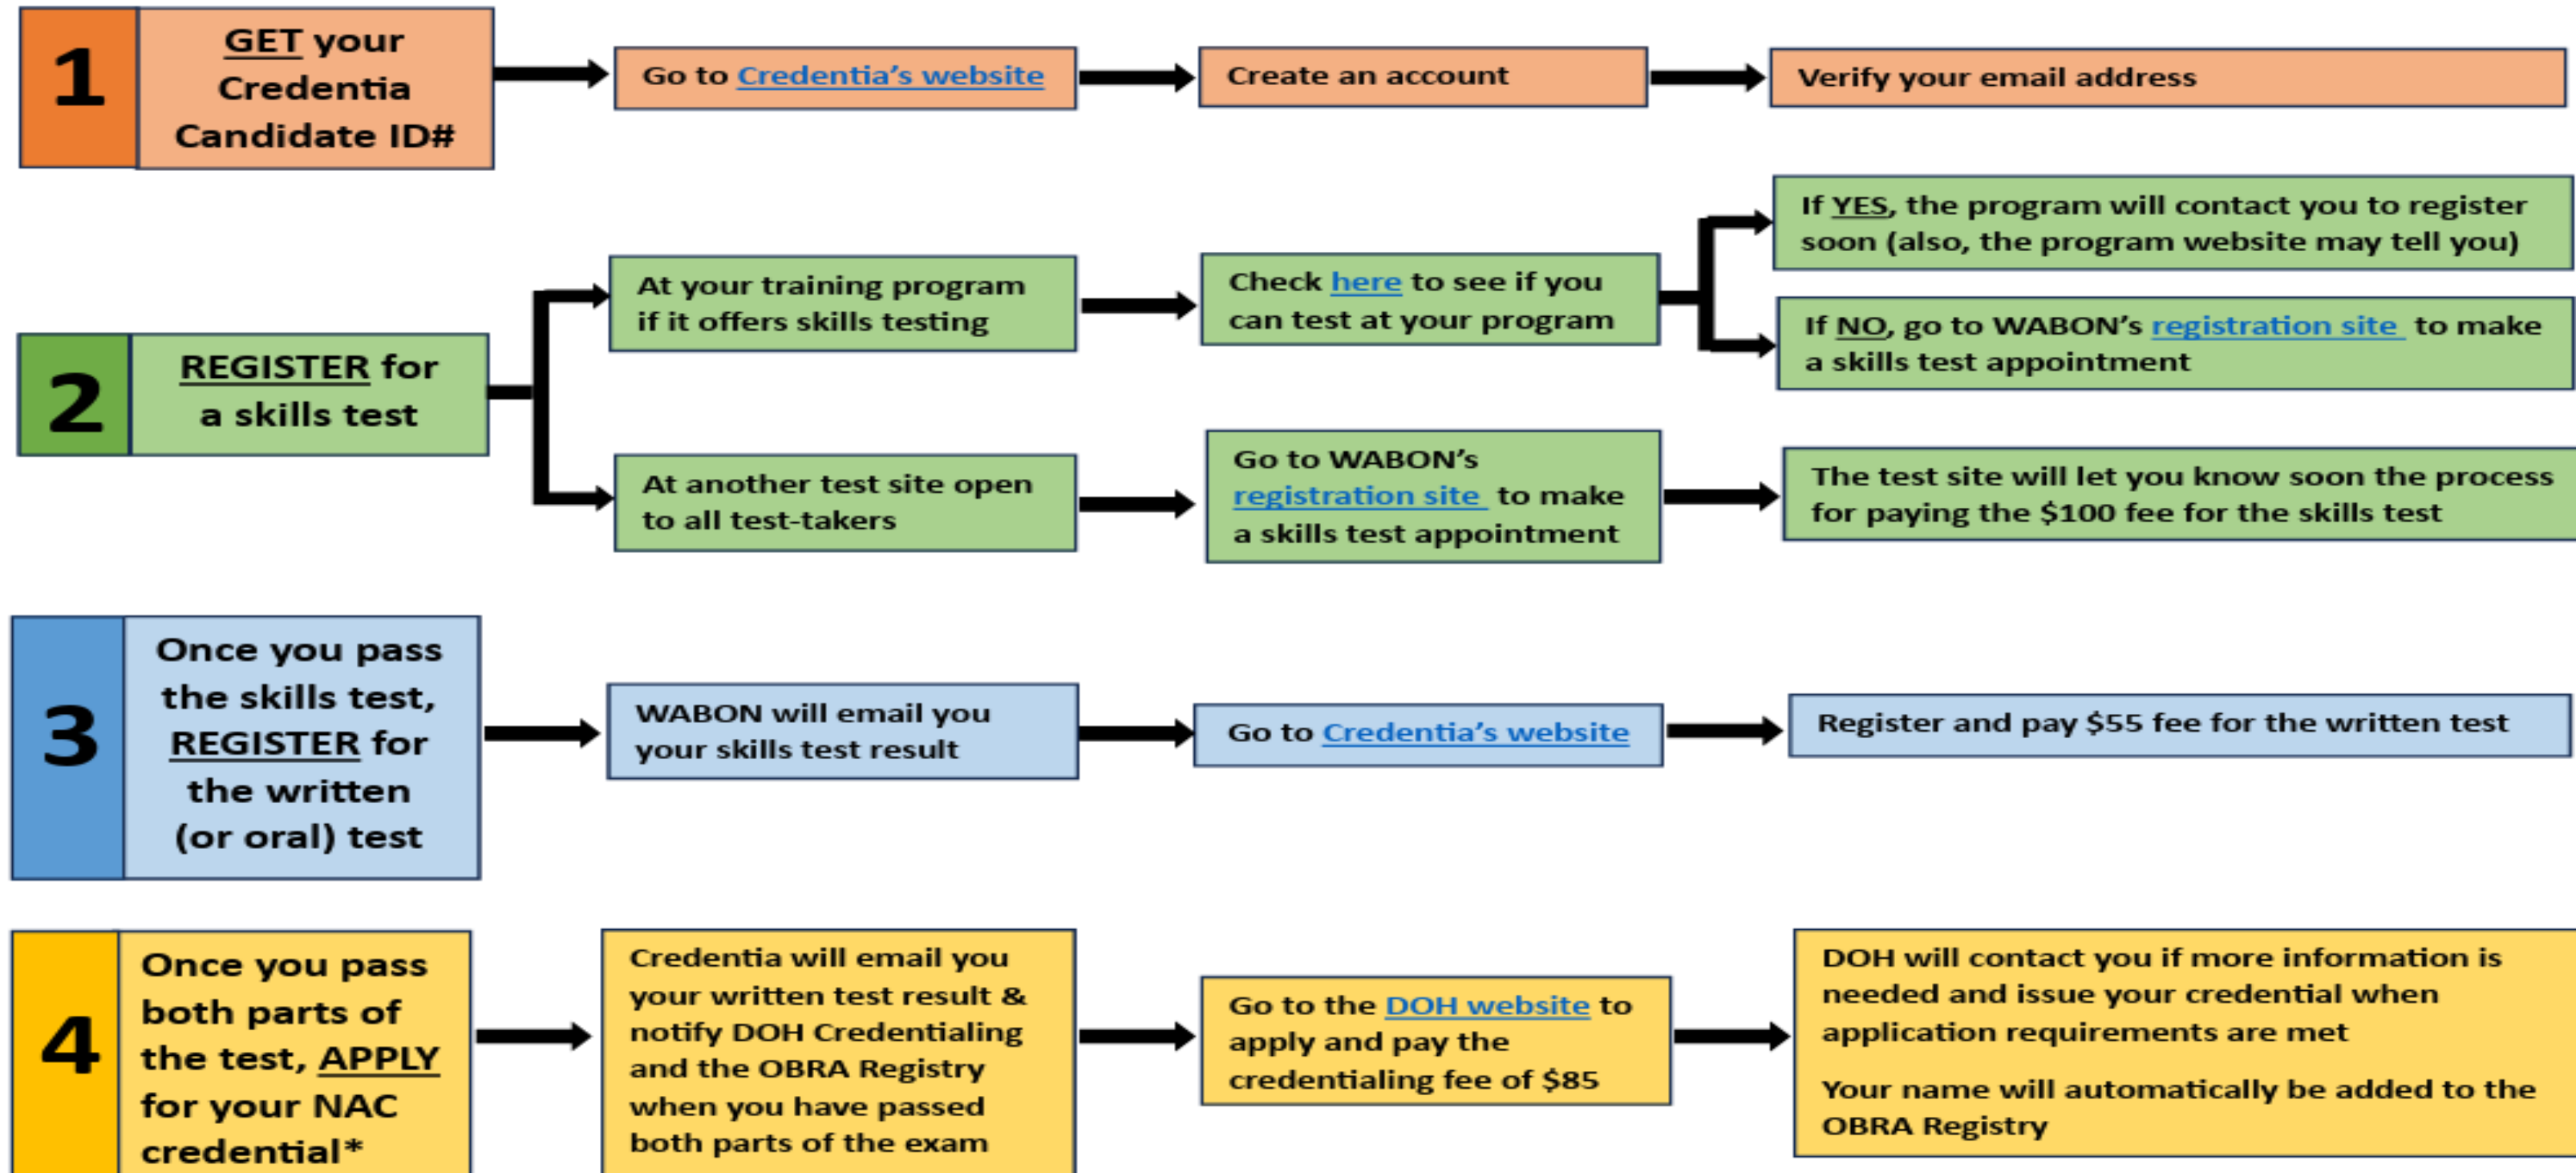 1
GET your
Credentia
Candidate ID#
Go to Credentia's website
Create an account
Verify your email address
2
REGISTER for
a skills test
At your training program
if it offers skills testing
Check here to see if you
can test at your program
If YES, the program will contact you to register
soon (also, the program website may tell you)
If NO, go to WABON's registration site to make
a skills test appointment
At another test site open
to all test-takers
Go to WABON's
registration site to make
a skills test appointment
The test site will let you know soon the process
for paying the $100 fee for the skills test
3
Once you pass
the skills test,
REGISTER for
the written
(or oral) test
WABON will email you
your skills test result
Go to Credentia's website
Register and pay $55 fee for the written test
4
Once you pass
both parts of
the test, APPLY
for your NAC
credential*
Credentia will email you
your written test result &
notify DOH Credentialing
and the OBRA Registry
when you have passed
both parts of the exam
Go to the DOH website to
apply and pay the
credentialing fee of $85
DOH will contact you if more information is
needed and issue your credential when
application requirements are met
Your name will automatically be added to the
OBRA Registry